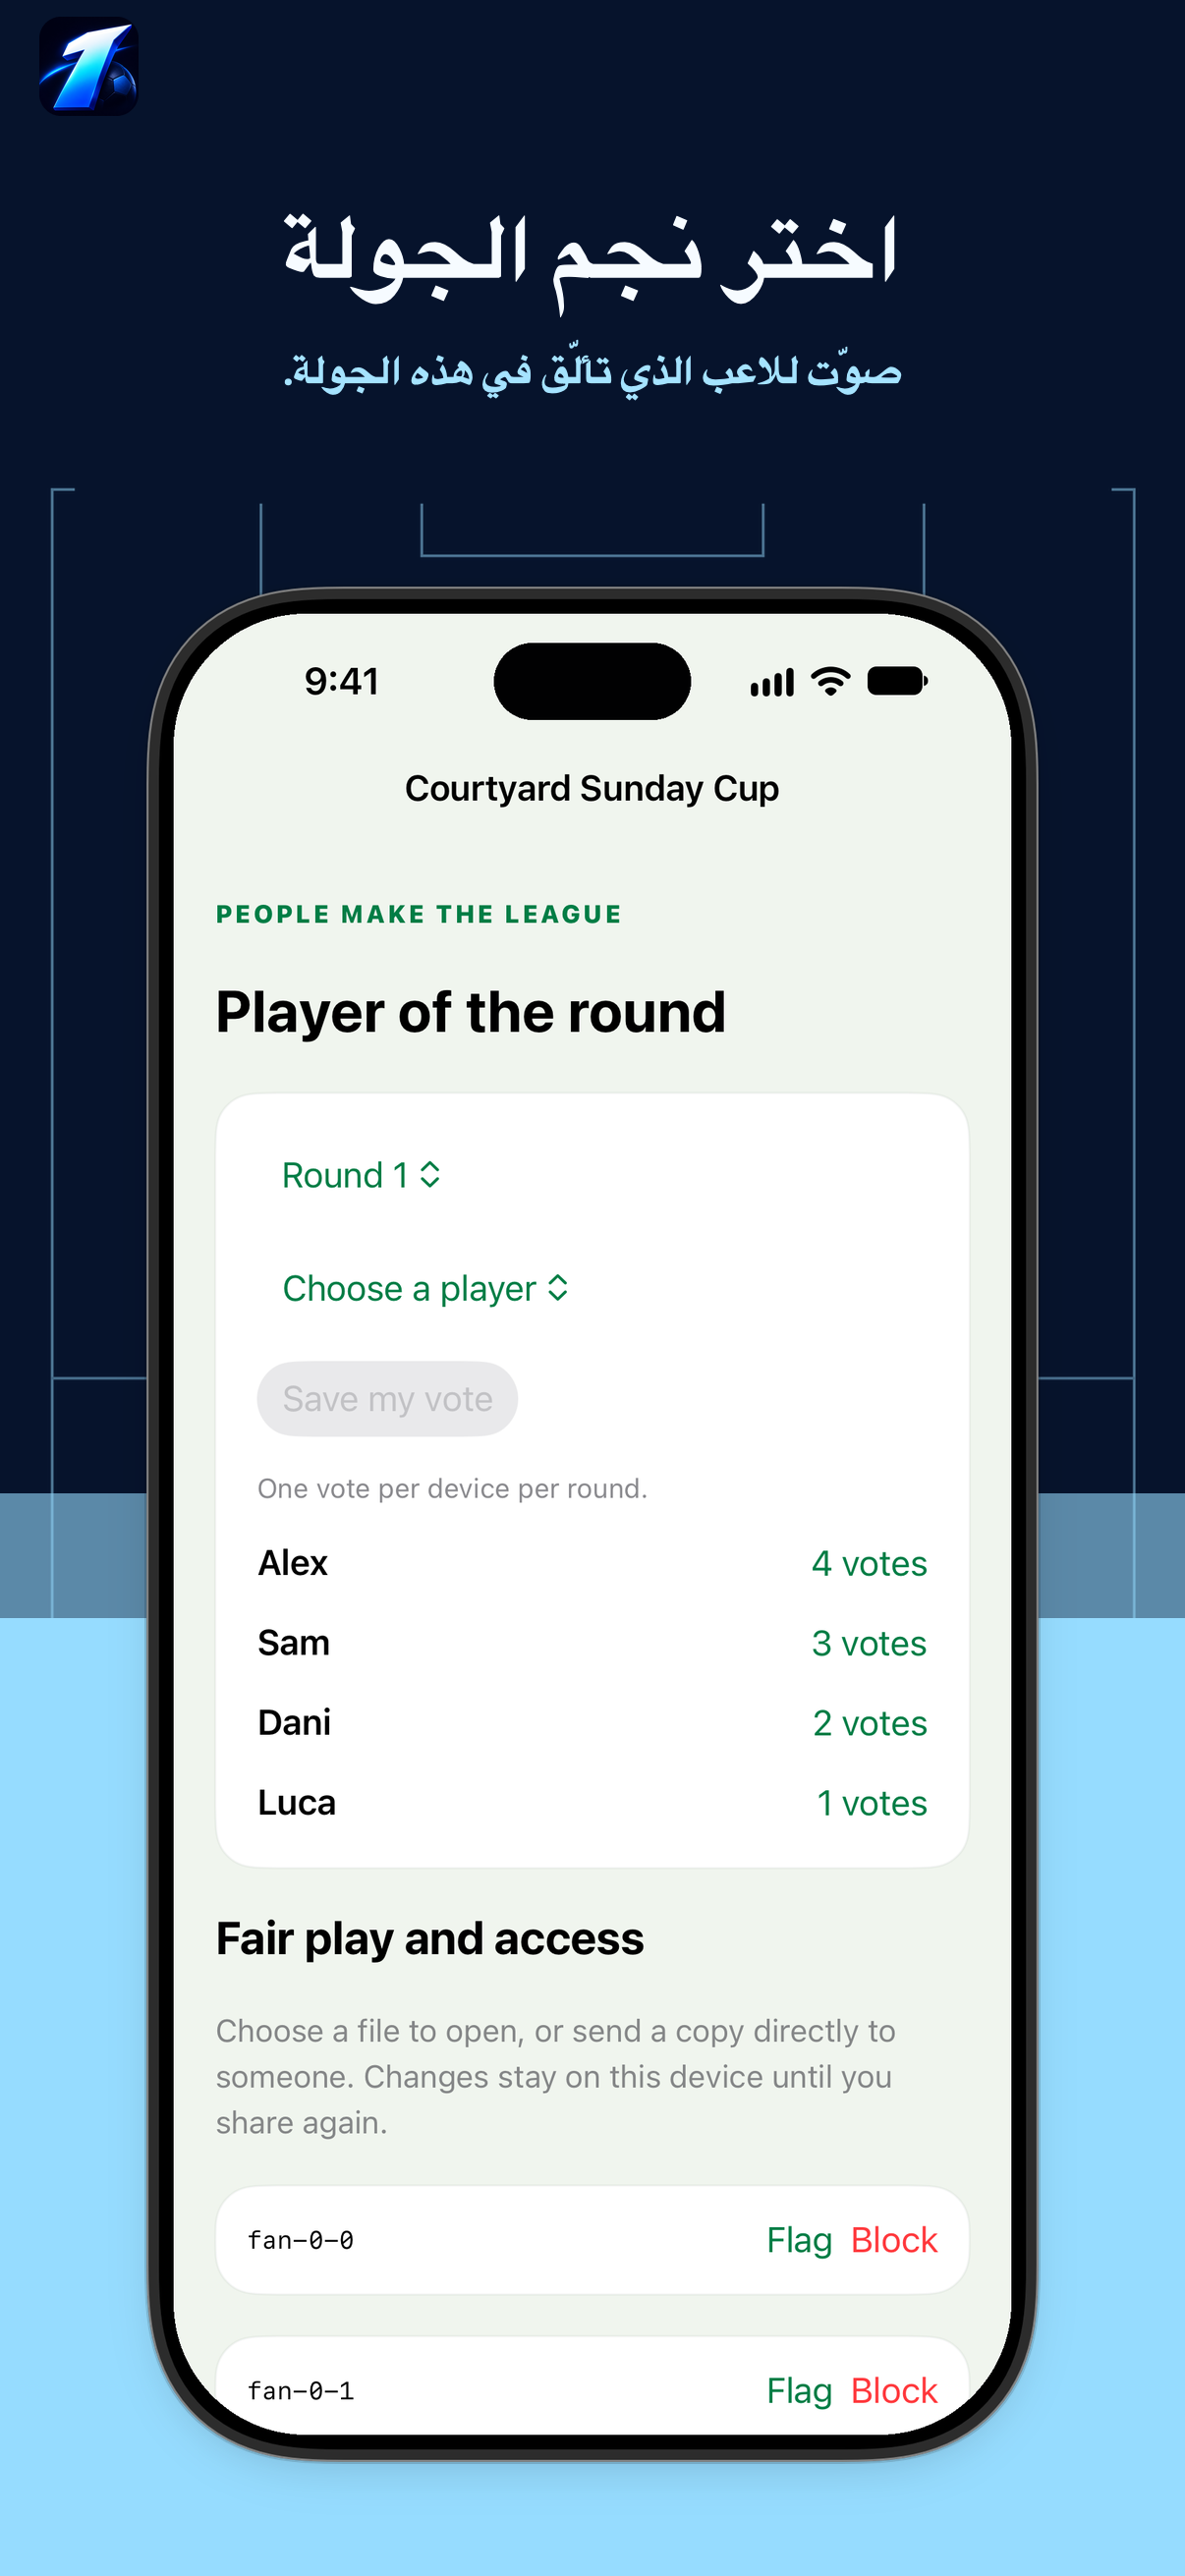 اختر نجم الجولة
صوّت للاعب الذي تألّق في هذه الجولة.
9:41
Courtyard Sunday Cup
PEOPLE MAKE THE LEAGUE
Player of the round
Round 1
Choose a player
Save my vote
One vote per device per round.
Alex 4 votes
Sam 3 votes
Dani 2 votes
Luca 1 votes
Fair play and access
Choose a file to open, or send a copy directly to
someone. Changes stay on this device until you
share again.
fan-0-0 Flag Block
fan-0-1 Flag Block